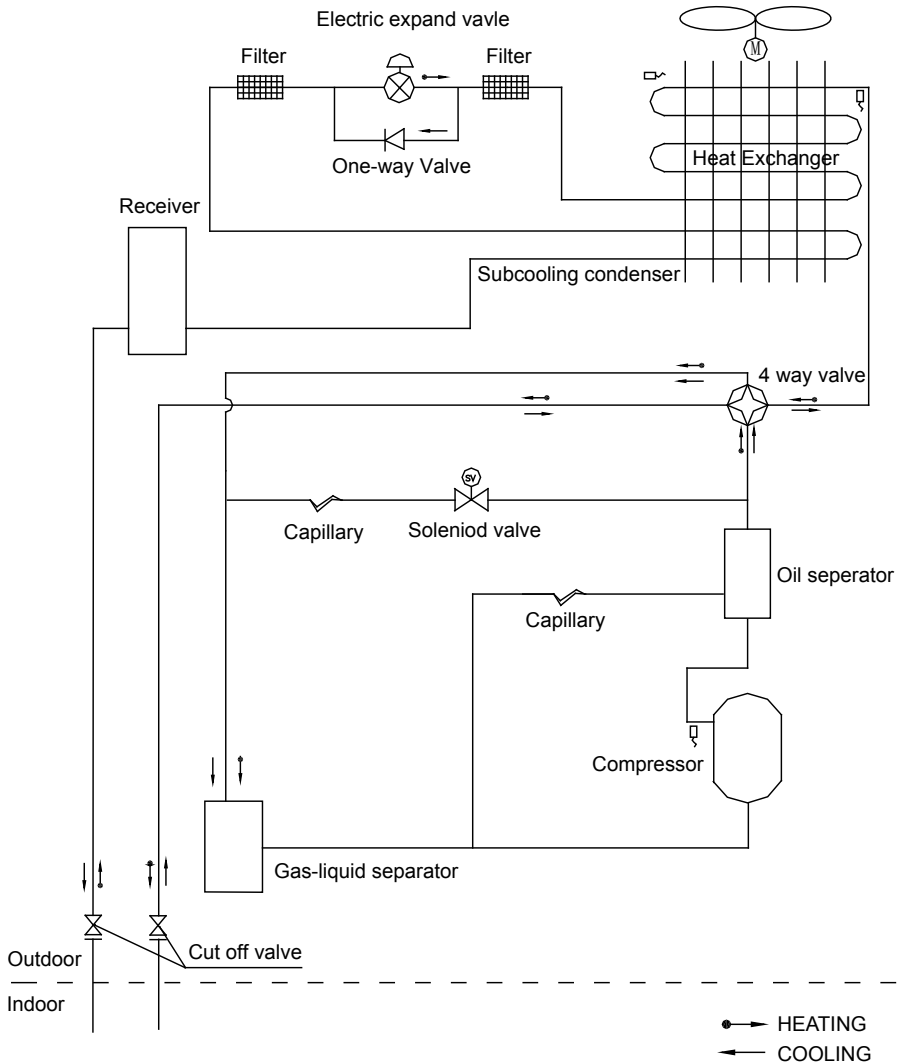 Electric expand vavle
Filter
Filter
M
One-way Valve
Heat Exchanger
Receiver
Subcooling condenser
4 way valve
SV
Capillary
Soleniod valve
Oil seperator
Capillary
Compressor
Gas-liquid separator
Cut off valve
Outdoor
Indoor
HEATING
COOLING